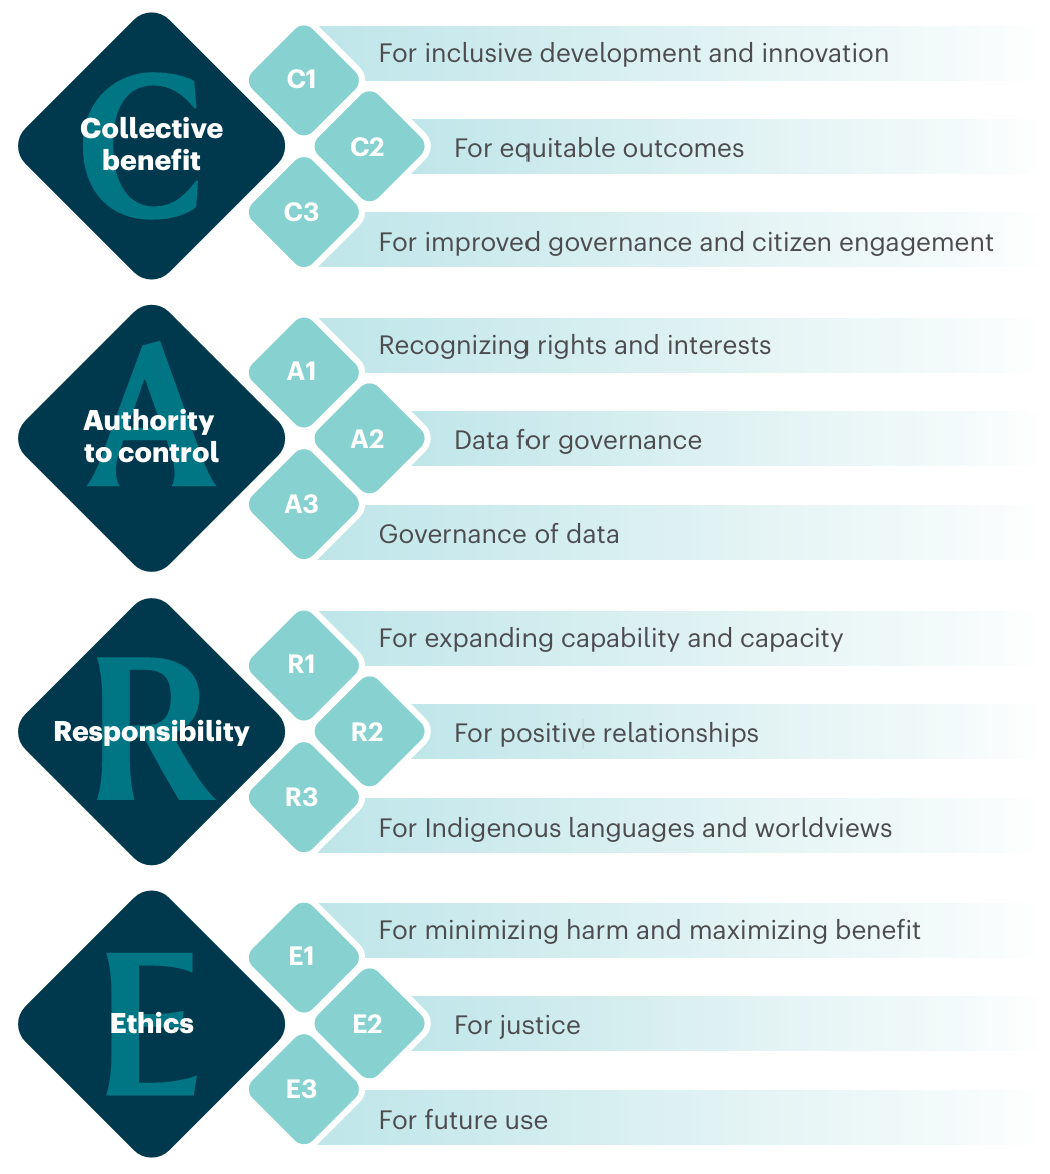 C
Collective
benefit
C1
For inclusive development and innovation
C2
For equitable outcomes
C3
For improved governance and citizen engagement
A
Authority
to control
A1
Recognizing rights and interests
A2
Data for governance
A3
Governance of data
R
Responsibility
R1
For expanding capability and capacity
R2
For positive relationships
R3
For Indigenous languages and worldviews
E
Ethics
E1
For minimizing harm and maximizing benefit
E2
For justice
E3
For future use